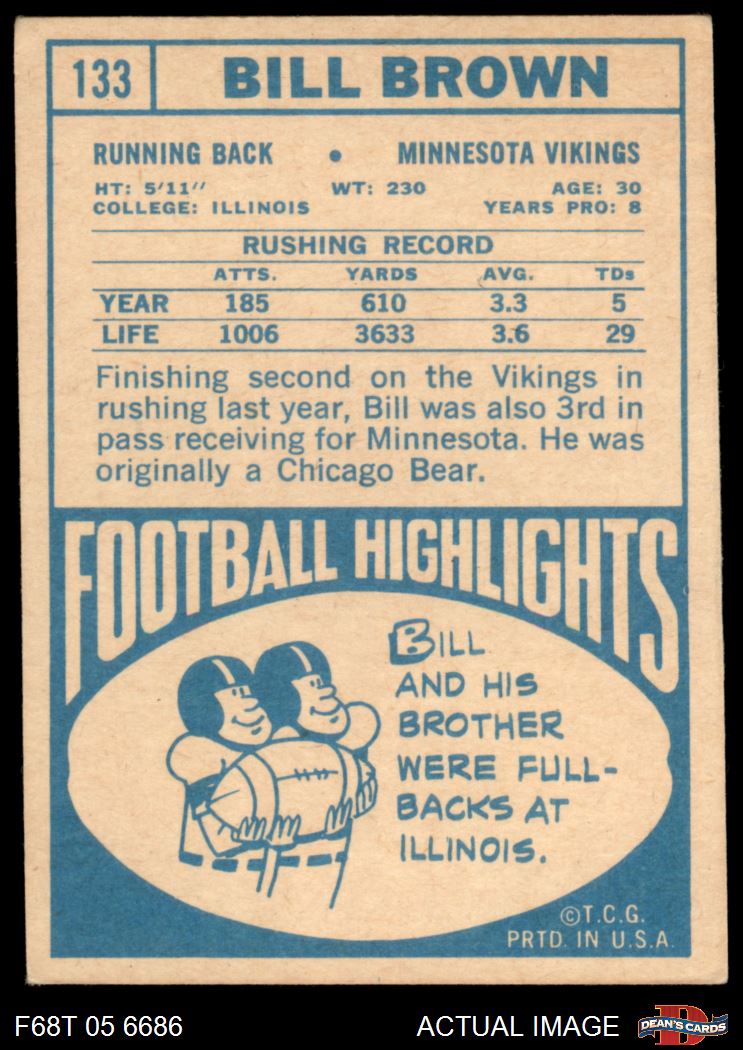 133 BILL BROWN
RUNNING BACK • MINNESOTA VIKINGS
HT: 5'11" WT: 230 AGE: 30
COLLEGE: ILLINOIS YEARS PRO: 8
RUSHING RECORD
ATTS. YARDS AVG. TDs
YEAR 185 610 3.3 5
LIFE 1006 3633 3.6 29
Finishing second on the Vikings in
rushing last year, Bill was also 3rd in
pass receiving for Minnesota. He was
originally a Chicago Bear.
FOOTBALL HIGHLIGHTS
BILL
AND HIS
BROTHER
WERE FULL-
BACKS AT
ILLINOIS.
©T.C.G.
PRTD. IN U.S.A.
F68T 05 6686 ACTUAL IMAGE D DEAN'S CARDS